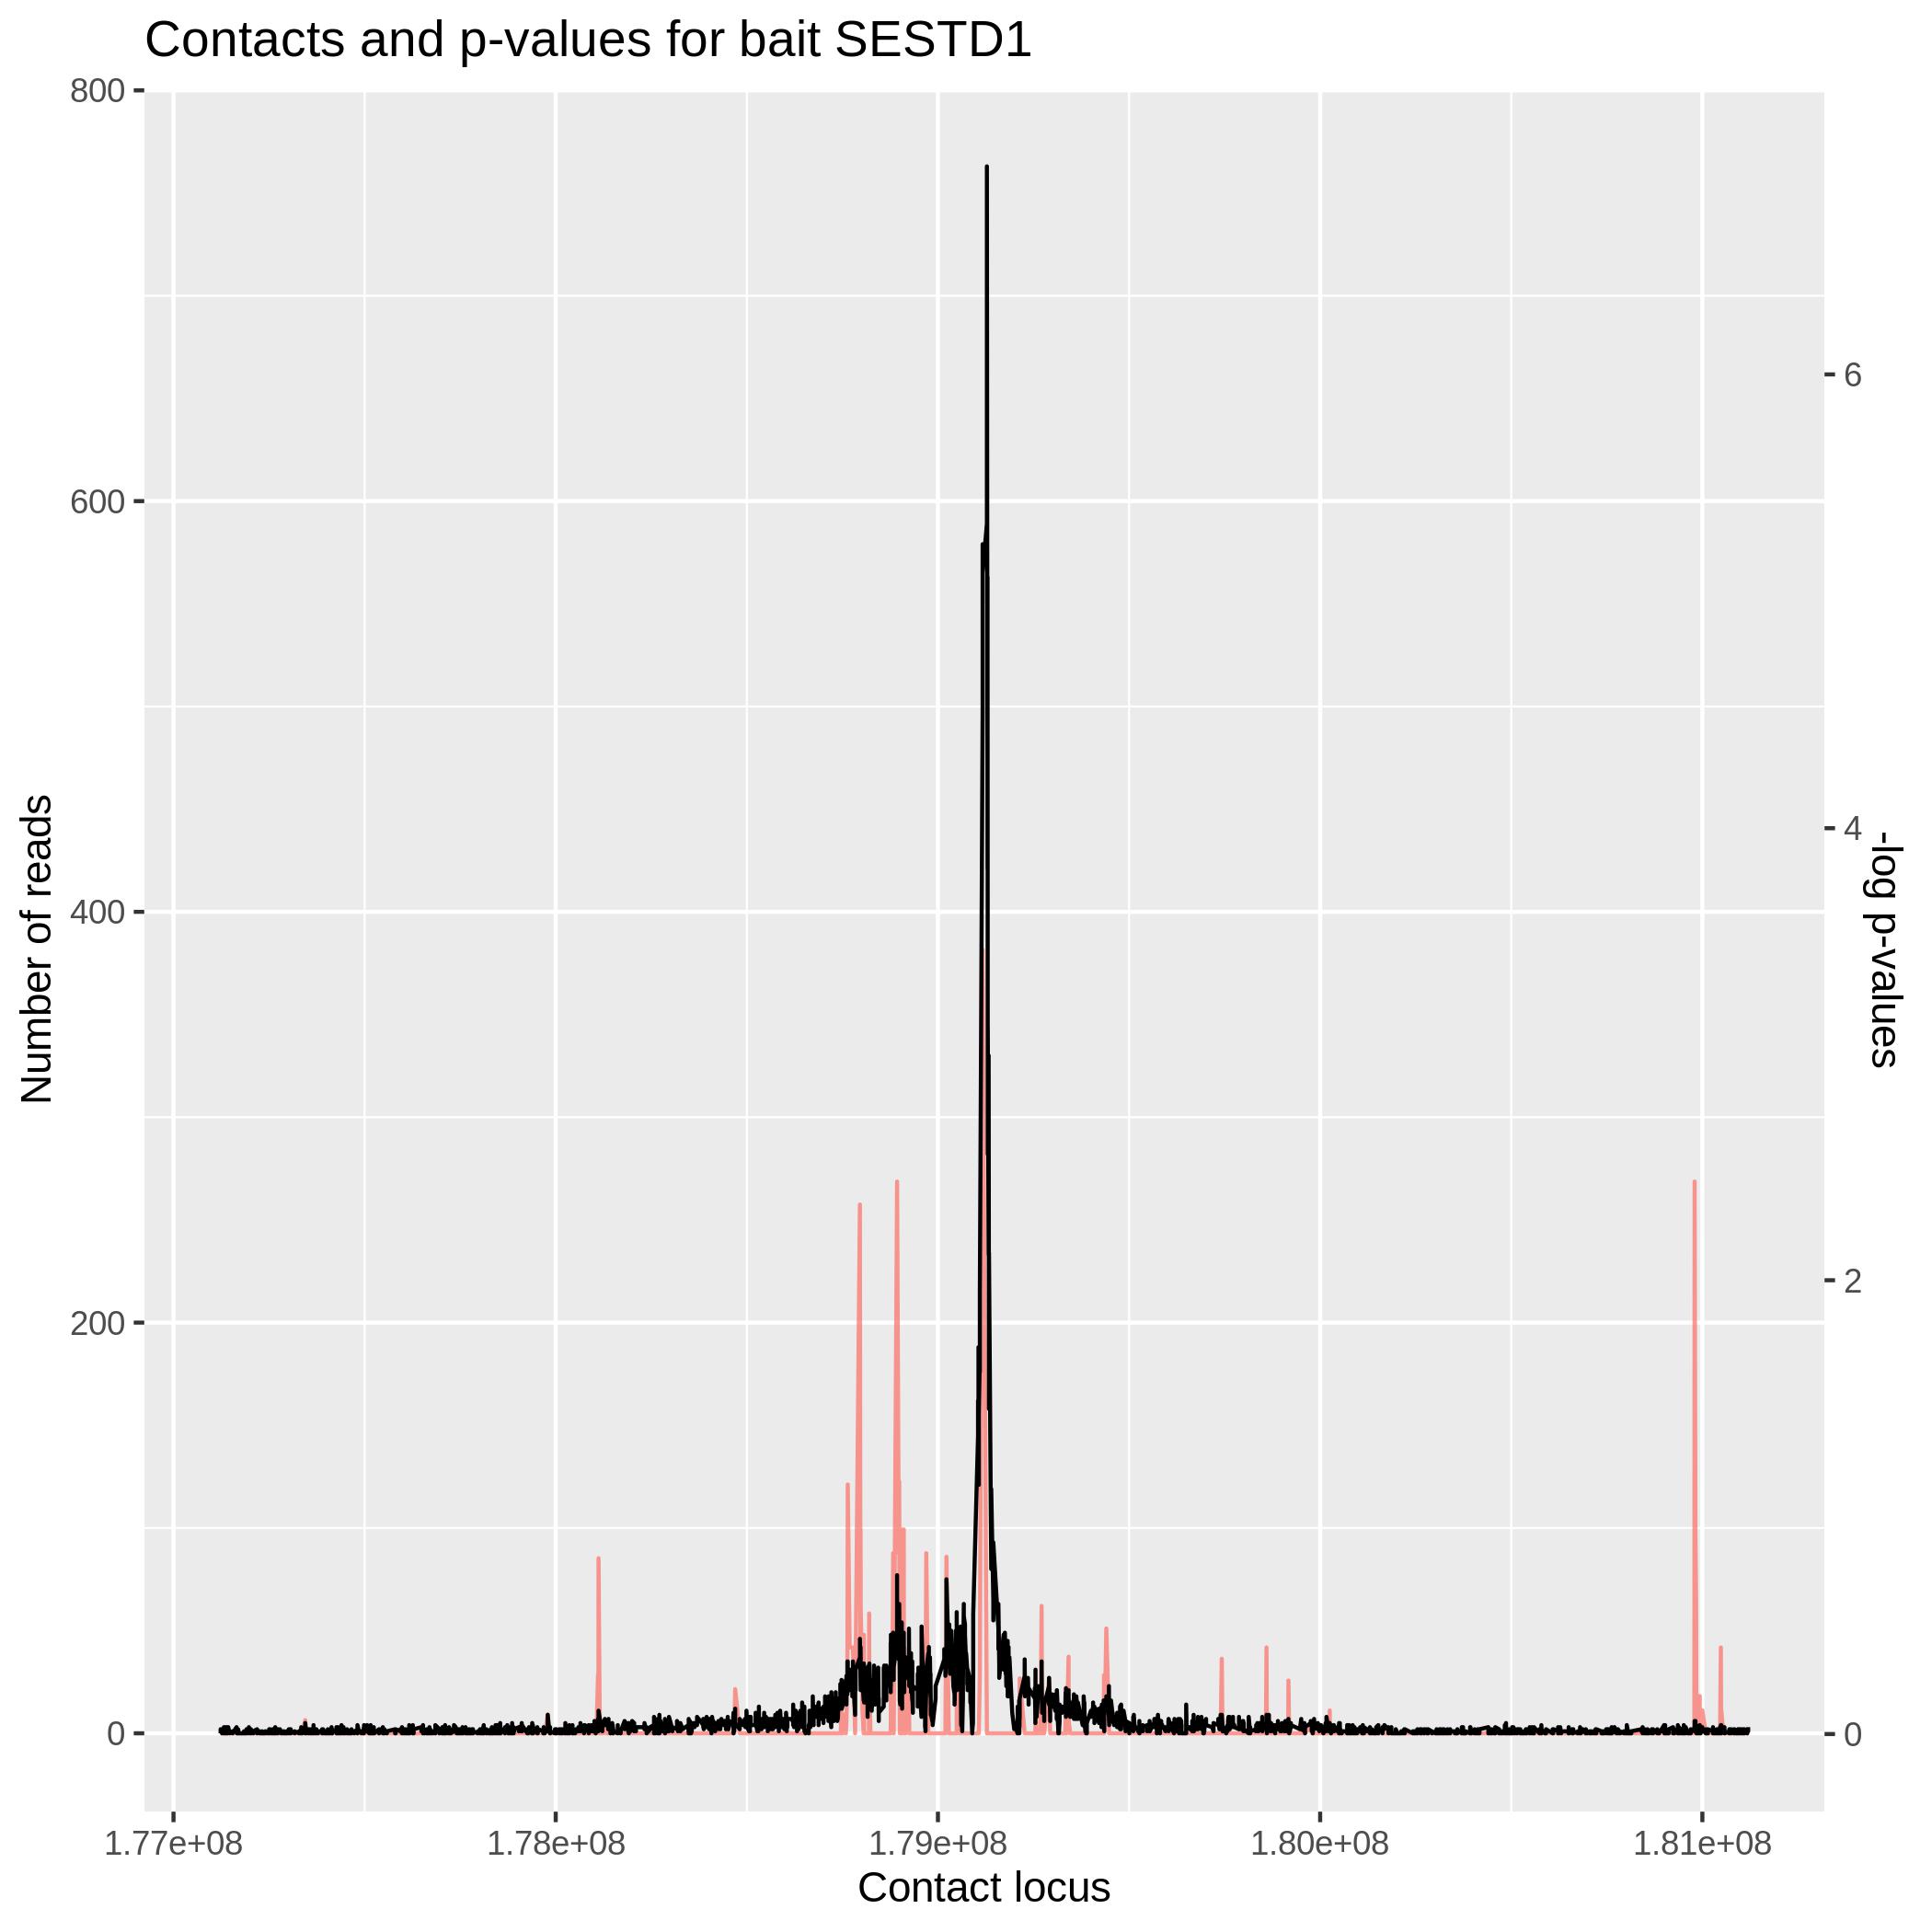 Contacts and p-values for bait SESTD1
800
600
400
200
0
Number of reads
6
4
2
0
-log p-values
1.77e+08
1.78e+08
1.79e+08
1.80e+08
1.81e+08
Contact locus